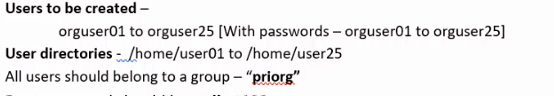 Users to be created –
orguser01 to orguser25 [With passwords – orguser01 to orguser25]
User directories - /home/user01 to /home/user25
All users should belong to a group – “priorg”